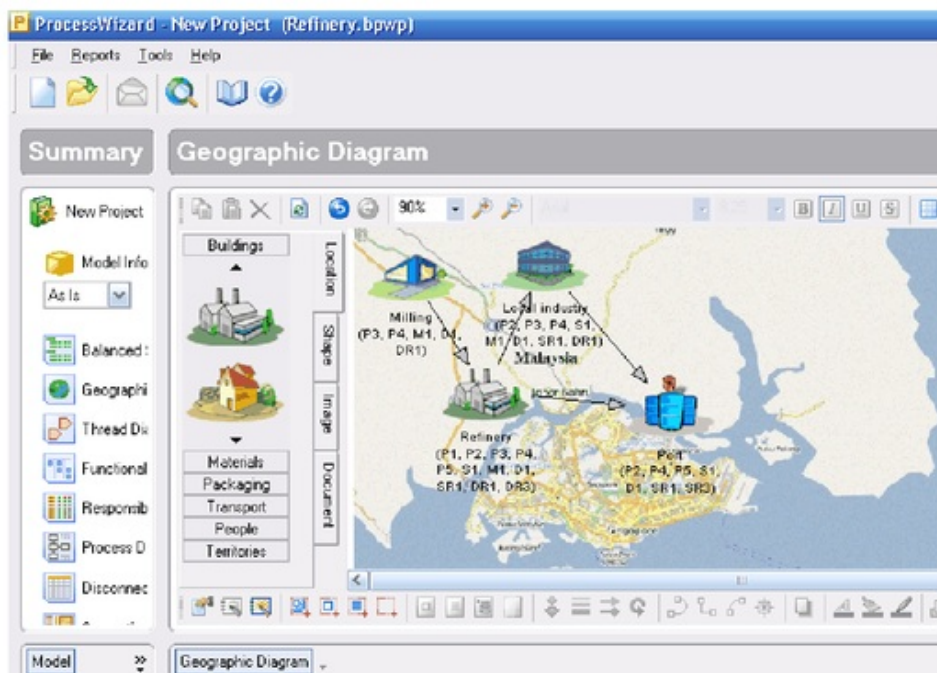 ProcessWizard - New Project (Refinery.bpwp)
File Reports Tools Help
Summary
Geographic Diagram
New Project
Model Info
As Is
Balanced S
Geographi
Thread Dia
Functional
Responsib
Process D
Disconnec
90%
B I U S
Buildings
Materials
Packaging
Transport
People
Territories
Location
Shape
Image
Document
Milling
(P3, P4, M1, D1,
DR1)
Local industry
(P2, P3, P4, S1,
M1, D1, SR1, DR1)
Malaysia
Refinery
(P1, P2, P3, P4,
P5, S1, M1, D1,
SR1, DR1, DR3)
Port
(P2, P4, P5, S1,
D1, SR1, SR3)
Model
Geographic Diagram